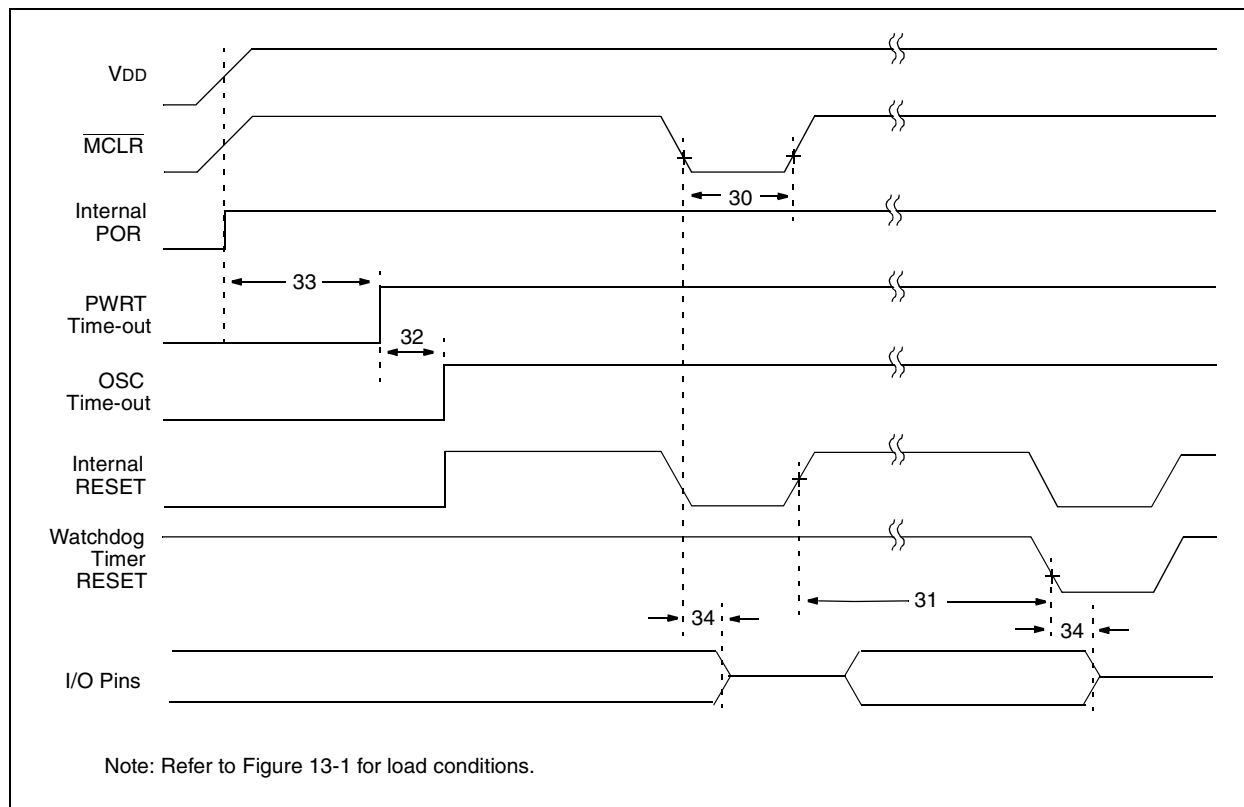 VDD
MCLR
30
Internal
POR
33
PWRT
Time-out
32
OSC
Time-out
Internal
RESET
Watchdog
Timer
RESET
31
34
34
I/O Pins
Note: Refer to Figure 13-1 for load conditions.